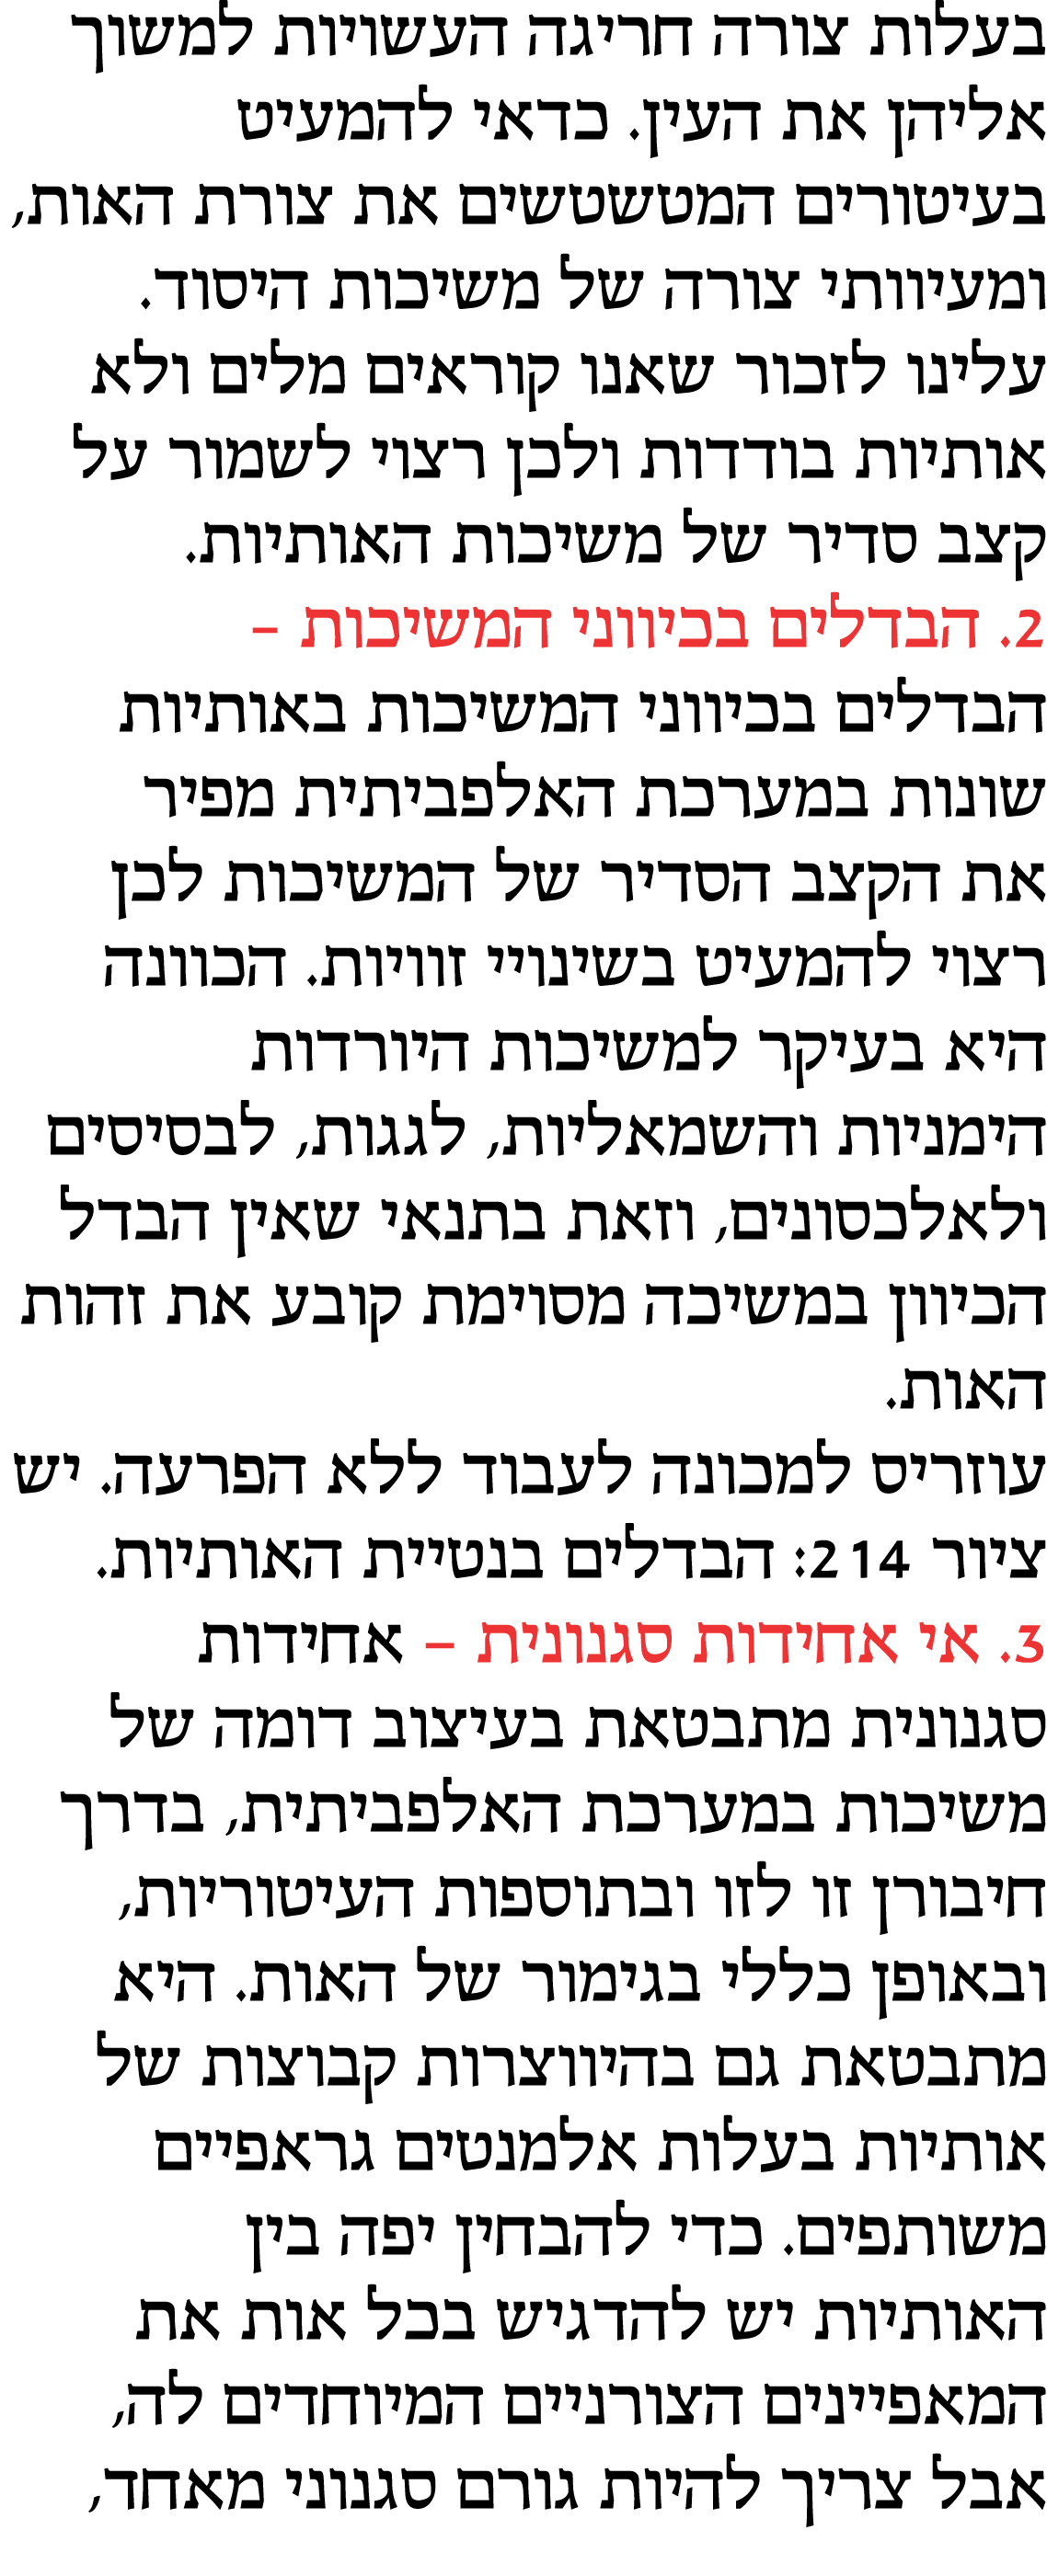 בעלות צורה חריגה העשויות למשוך
אליהן את העין. כדאי להמעיט
בעיטורים המטשטשים את צורת האות,
ומעיוותי צורה של משיכות היסוד.
עלינו לזכור שאנו קוראים מלים ולא
אותיות בודדות ולכן רצוי לשמור על
קצב סדיר של משיכות האותיות.
2. הבדלים בכיווני המשיכות –
הבדלים בכיווני המשיכות באותיות
שונות במערכת האלפביתית מפיר
את הקצב הסדיר של המשיכות לכן
רצוי להמעיט בשינויי זוויות. הכוונה
היא בעיקר למשיכות היורדות
הימניות והשמאליות, לגגות, לבסיסים
ולאלכסונים, וזאת בתנאי שאין הבדל
הכיוון במשיכה מסוימת קובע את זהות
האות.
עוזריס למכונה לעבוד ללא הפרעה. יש
ציור 214: הבדלים בנטיית האותיות.
3. אי אחידות סגנונית – אחידות
סגנונית מתבטאת בעיצוב דומה של
משיכות במערכת האלפביתית, בדרך
חיבורן זו לזו ובתוספות העיטוריות,
ובאופן כללי בגימור של האות. היא
מתבטאת גם בהיווצרות קבוצות של
אותיות בעלות אלמנטים גראפיים
משותפים. כדי להבחין יפה בין
האותיות יש להדגיש בכל אות את
המאפיינים הצורניים המיוחדים לה,
אבל צריך להיות גורם סגנוני מאחד,